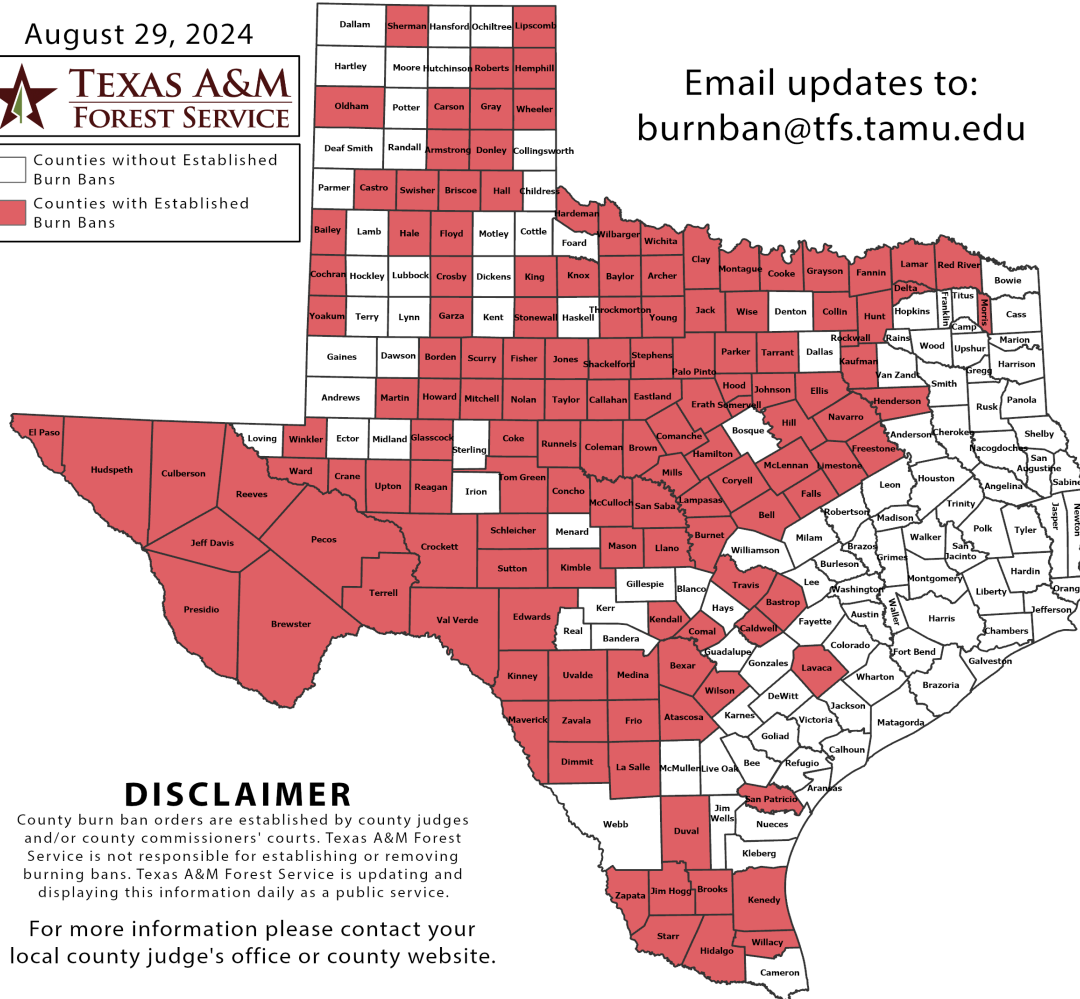 August 29, 2024
TEXAS A&M
FOREST SERVICE
Counties without Established
Burn Bans
Counties with Established
Burn Bans
Email updates to:
burnban@tfs.tamu.edu
Dallam Sherman Hansford Ochiltree Lipscomb
Hartley Moore Hutchinson Roberts Hemphill
Oldham Potter Carson Gray Wheeler
Deaf Smith Randall Armstrong Donley Collingsworth
Parmer Castro Swisher Briscoe Hall Childress
Hardeman
Bailey Lamb Hale Floyd Motley Cottle Foard Wilbarger Wichita
Clay Montague Cooke Grayson Fannin Lamar Red River Bowie
Cochran Hockley Lubbock Crosby Dickens King Knox Baylor Archer
Delta Franklin Titus Morris Cass
Yoakum Terry Lynn Garza Kent Stonewall Haskell Throckmorton Young Jack Wise Denton Collin Hunt Hopkins
Camp
Rockwall Rains Wood Upshur Marion
Gaines Dawson Borden Scurry Fisher Jones Shackelford Stephens Palo Pinto Parker Tarrant Dallas Kaufman Van Zandt Gregg Harrison
Smith
Andrews Martin Howard Mitchell Nolan Taylor Callahan Eastland Erath Hood Somervell Johnson Ellis Henderson Rusk Panola
Navarro
El Paso Loving Winkler Ector Midland Glasscock Sterling Coke Runnels Coleman Brown Comanche Hamilton Bosque Hill Freestone Anderson Cherokee Nacogdoches Shelby
San
Augustine
Sabine
Hudspeth Culberson Reeves Ward Crane Upton Reagan Irion Tom Green Concho McCulloch San Saba Mills Lampasas Coryell McLennan Limestone Falls Leon Houston Angelina
Trinity
Bell Robertson Madison Polk Tyler Jasper Newton
Jeff Davis Pecos Crockett Schleicher Menard Mason Llano Burnet Williamson Milam Brazos Grimes Walker San
Jacinto
Sutton Kimble Burleson Hardin
Presidio Brewster Terrell Val Verde Edwards Gillespie Blanco Travis Lee Washington Montgomery Liberty Orang
Kerr Real Bandera Kendall Hays Bastrop Caldwell Fayette Austin Waller Harris Jefferson Chambers
Comal Guadalupe Gonzales Colorado Fort Bend Galveston
Kinney Uvalde Medina Bexar Wilson Lavaca Wharton Brazoria
DeWitt Jackson
Maverick Zavala Frio Atascosa Karnes Victoria Matagorda
Goliad Calhoun
Dimmit La Salle McMullen Live Oak Bee Refugio
Aransas
Webb Duval Jim
Wells San Patricio
Nueces
Kleberg
Zapata Jim Hogg Brooks Kenedy
Starr Hidalgo Willacy
Cameron
DISCLAIMER
County burn ban orders are established by county judges
and/or county commissioners' courts. Texas A&M Forest
Service is not responsible for establishing or removing
burning bans. Texas A&M Forest Service is updating and
displaying this information daily as a public service.
For more information please contact your
local county judge's office or county website.